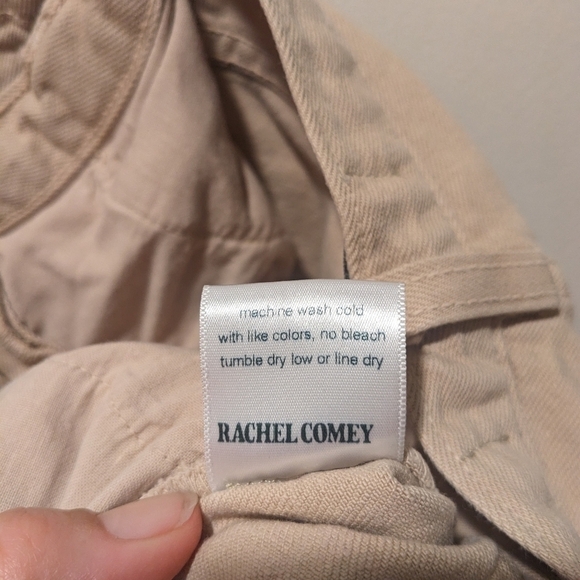 machine wash cold
with like colors, no bleach
tumble dry low or line dry
RACHEL COMEY